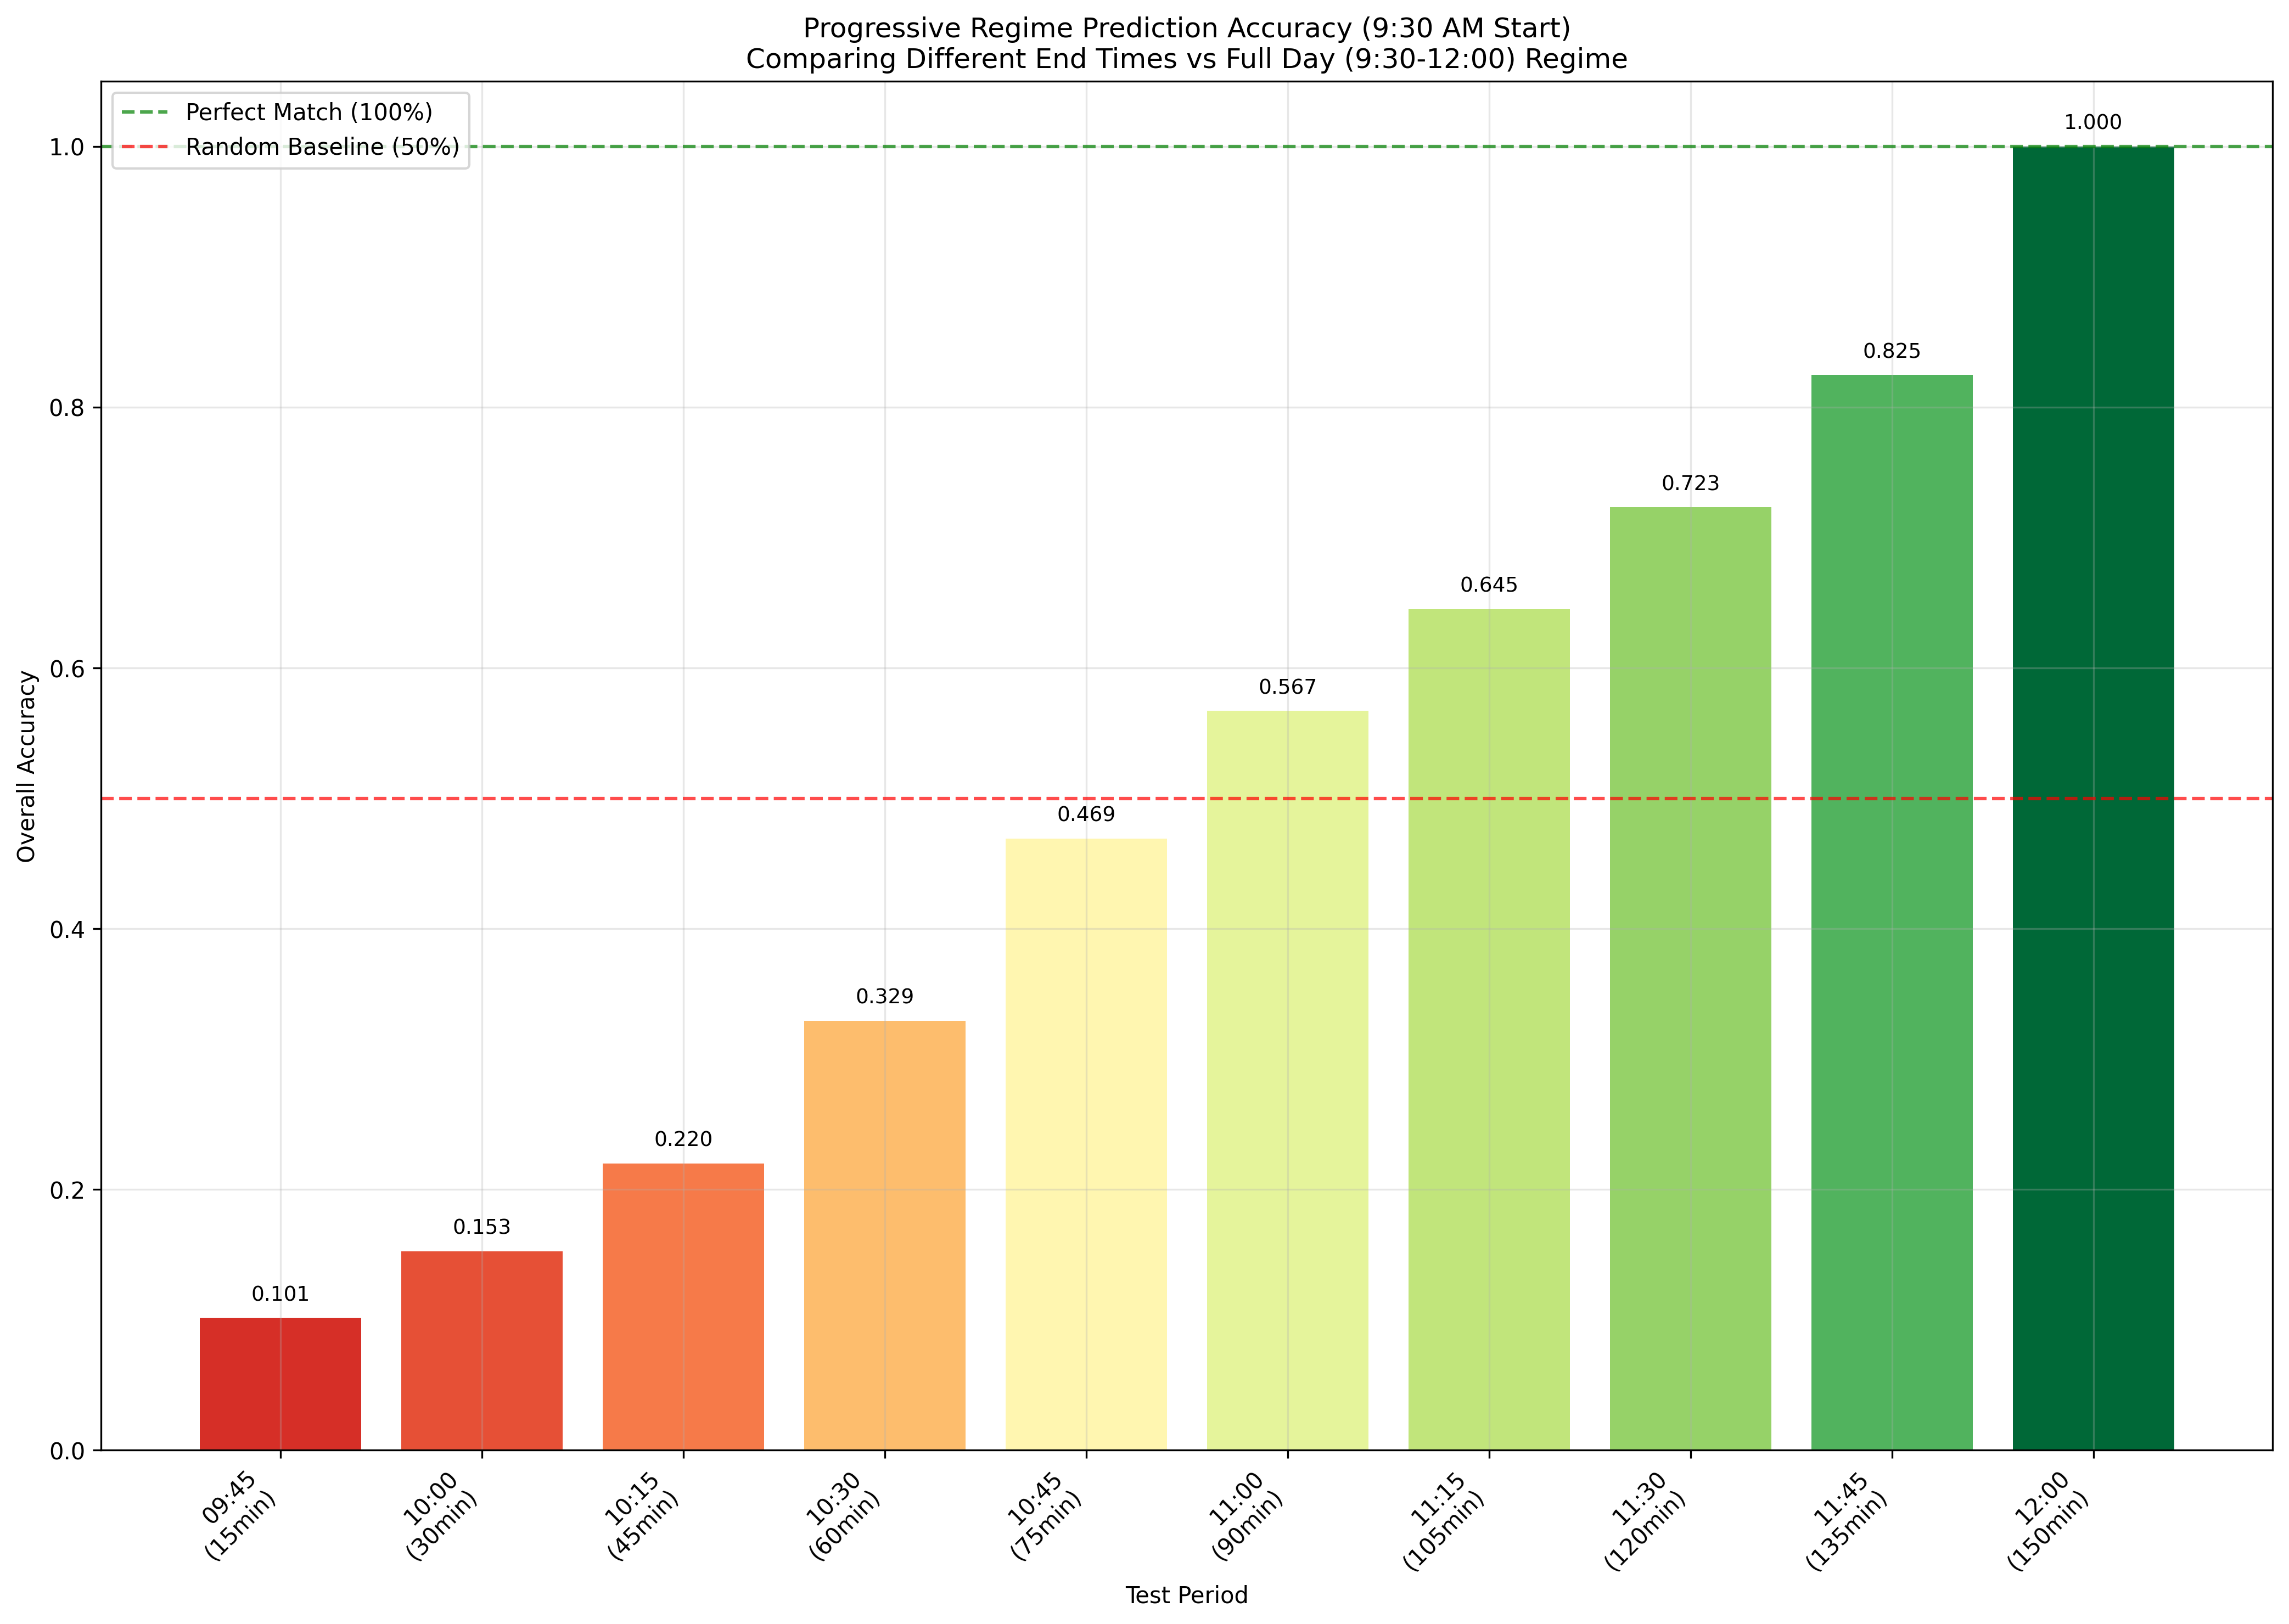 Progressive Regime Prediction Accuracy (9:30 AM Start)
Comparing Different End Times vs Full Day (9:30-12:00) Regime
Perfect Match (100%)
Random Baseline (50%)
Overall Accuracy
1.0
0.8
0.6
0.4
0.2
0.0
0.101
0.153
0.220
0.329
0.469
0.567
0.645
0.723
0.825
1.000
09:45
(15min)
10:00
(30min)
10:15
(45min)
10:30
(60min)
10:45
(75min)
11:00
(90min)
11:15
(105min)
11:30
(120min)
11:45
(135min)
12:00
(150min)
Test Period